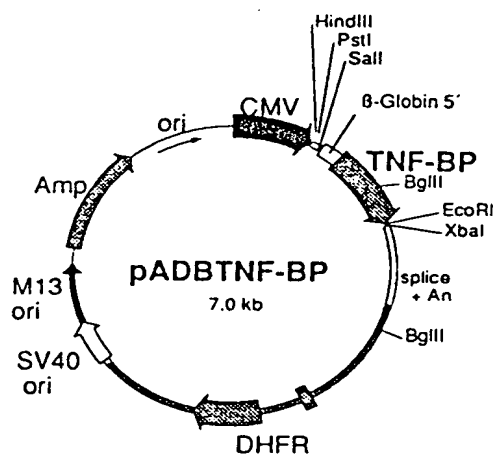 HindIII
PstI
SalI
CMV
ß-Globin 5´
ori
TNF-BP
BglII
Amp
EcoRI
XbaI
pADBTNF-BP
7.0 kb
splice
+ An
M13
ori
BglII
SV40
ori
DHFR